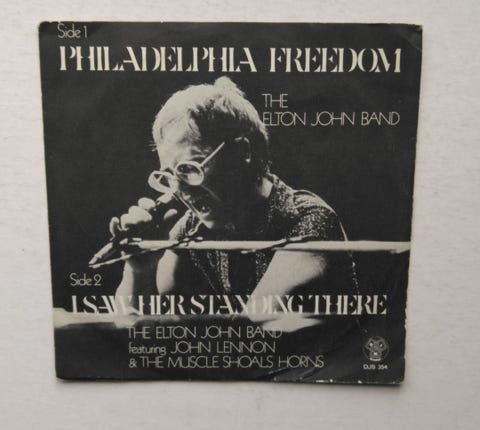 Side 1
PHILADELPHIA FREEDOM
THE
ELTON JOHN BAND
Side 2
I SAW HER STANDING THERE
THE ELTON JOHN BAND
featuring JOHN LENNON
& THE MUSCLE SHOALS HORNS
DJS 354